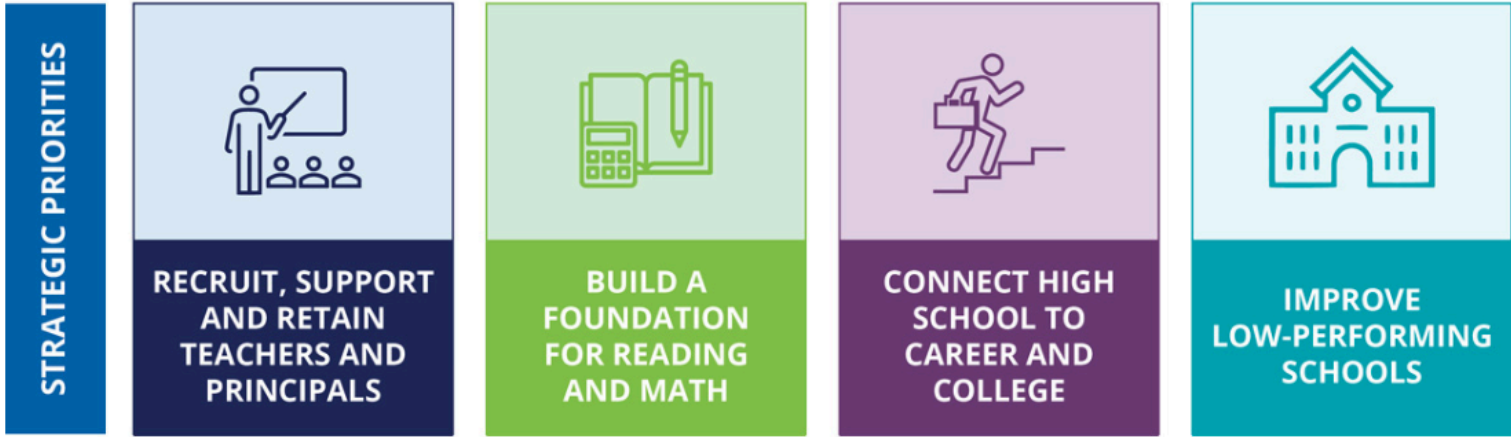 STRATEGIC PRIORITIES
RECRUIT, SUPPORT
AND RETAIN
TEACHERS AND
PRINCIPALS
BUILD A
FOUNDATION
FOR READING
AND MATH
CONNECT HIGH
SCHOOL TO
CAREER AND
COLLEGE
IMPROVE
LOW-PERFORMING
SCHOOLS